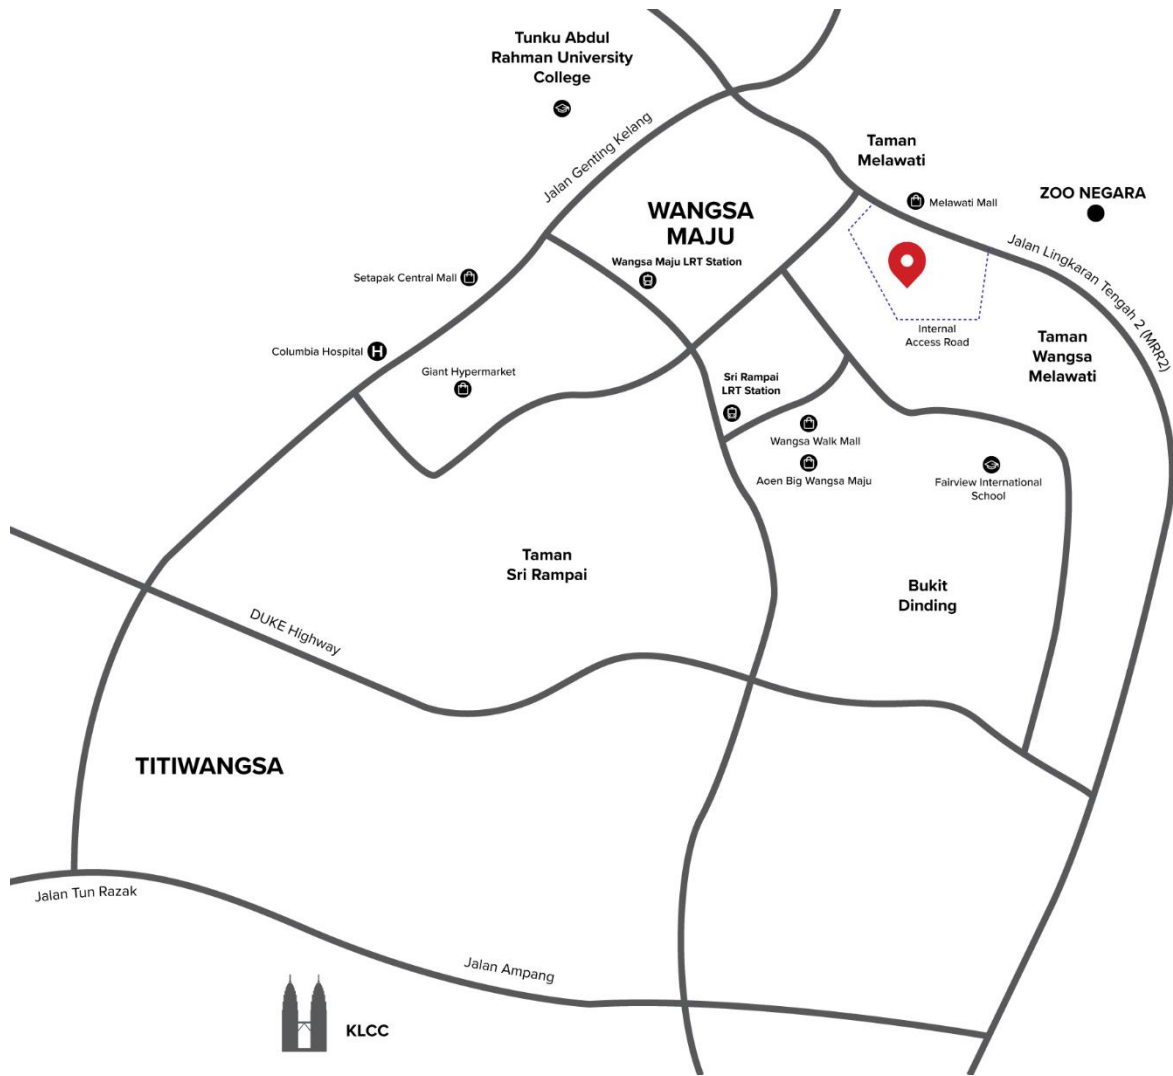 Tunku Abdul
Rahman University
College
Jalan Genting Kelang
Taman
Melawati
Melawati Mall
ZOO NEGARA
WANGSA
MAJU
Wangsa Maju LRT Station
Jalan Lingkaran Tengah 2 (MRR2)
Setapak Central Mall
Internal
Access Road
Taman
Wangsa
Melawati
Columbia Hospital
H
Giant Hypermarket
Sri Rampai
LRT Station
Wangsa Walk Mall
Aoen Big Wangsa Maju
Fairview International
School
Taman
Sri Rampai
Bukit
Dinding
DUKE Highway
TITIWANGSA
Jalan Tun Razak
Jalan Ampang
KLCC